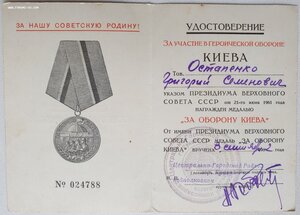 ЗА НАШУ СОВЕТСКУЮ РОДИНУ!
№ 024788
УДОСТОВЕРЕНИЕ
ЗА УЧАСТИЕ В ГЕРОИЧЕСКОЙ ОБОРОНЕ
КИЕВА
Тов. Остапенко
Григорий Семенович
УКАЗОМ ПРЕЗИДИУМА ВЕРХОВНОГО
СОВЕТА СССР от 21-го июня 1961 года
НАГРАЖДЕН МЕДАЛЬЮ
"ЗА ОБОРОНУ КИЕВА"
От имени ПРЕЗИДИУМА ВЕРХОВНОГО
СОВЕТА СССР МЕДАЛЬ "ЗА ОБОРОНУ
КИЕВА" ВРУЧЕНА